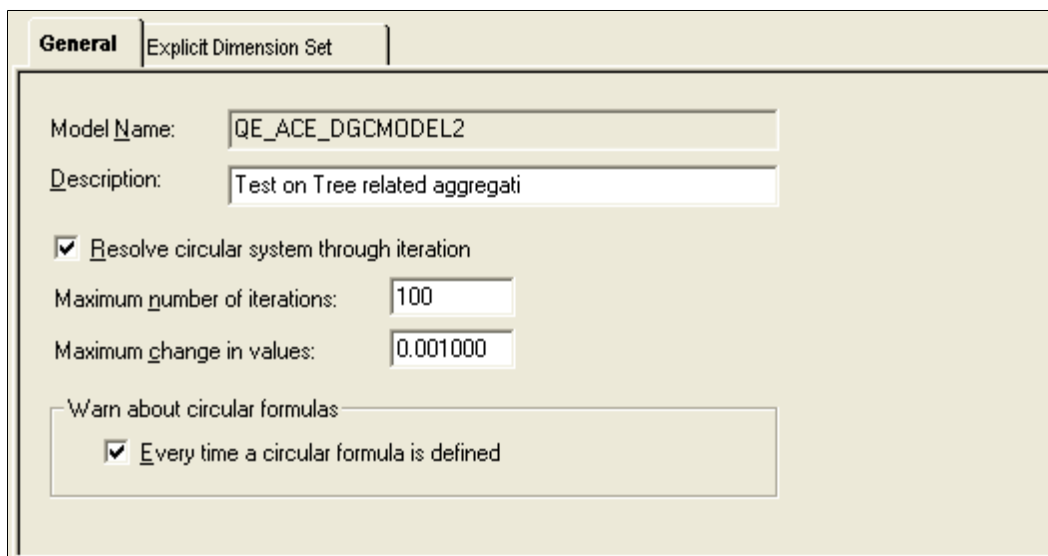 General Explicit Dimension Set
Model Name: QE_ACE_DGCMODEL2
Description: Test on Tree related aggregati
Resolve circular system through iteration
Maximum number of iterations: 100
Maximum change in values: 0.001000
Warn about circular formulas
Every time a circular formula is defined